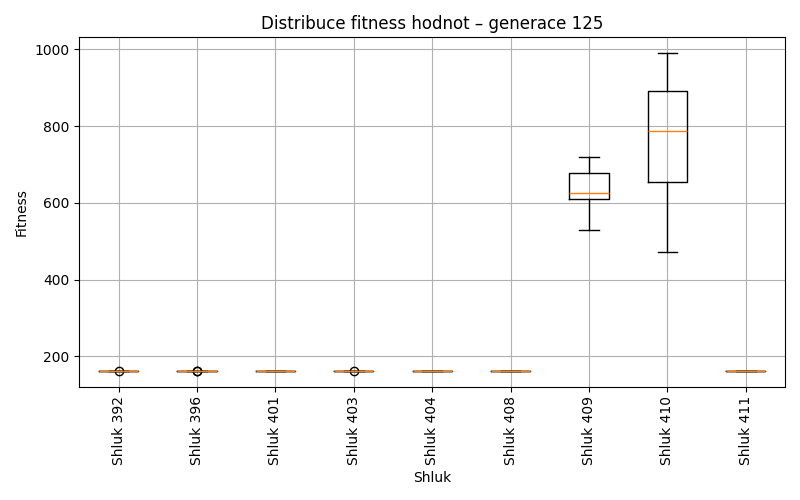 Distribuce fitness hodnot – generace 125
Fitness
1000
800
600
400
200
Shluk 392
Shluk 396
Shluk 401
Shluk 403
Shluk 404
Shluk 408
Shluk 409
Shluk 410
Shluk 411
Shluk